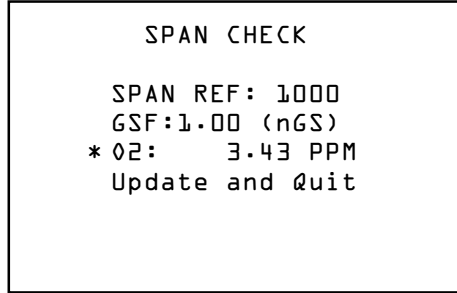 SPAN CHECK
SPAN REF: 1000
GSF:1.00 (nGS)
* O2: 3.43 PPM
Update and Quit